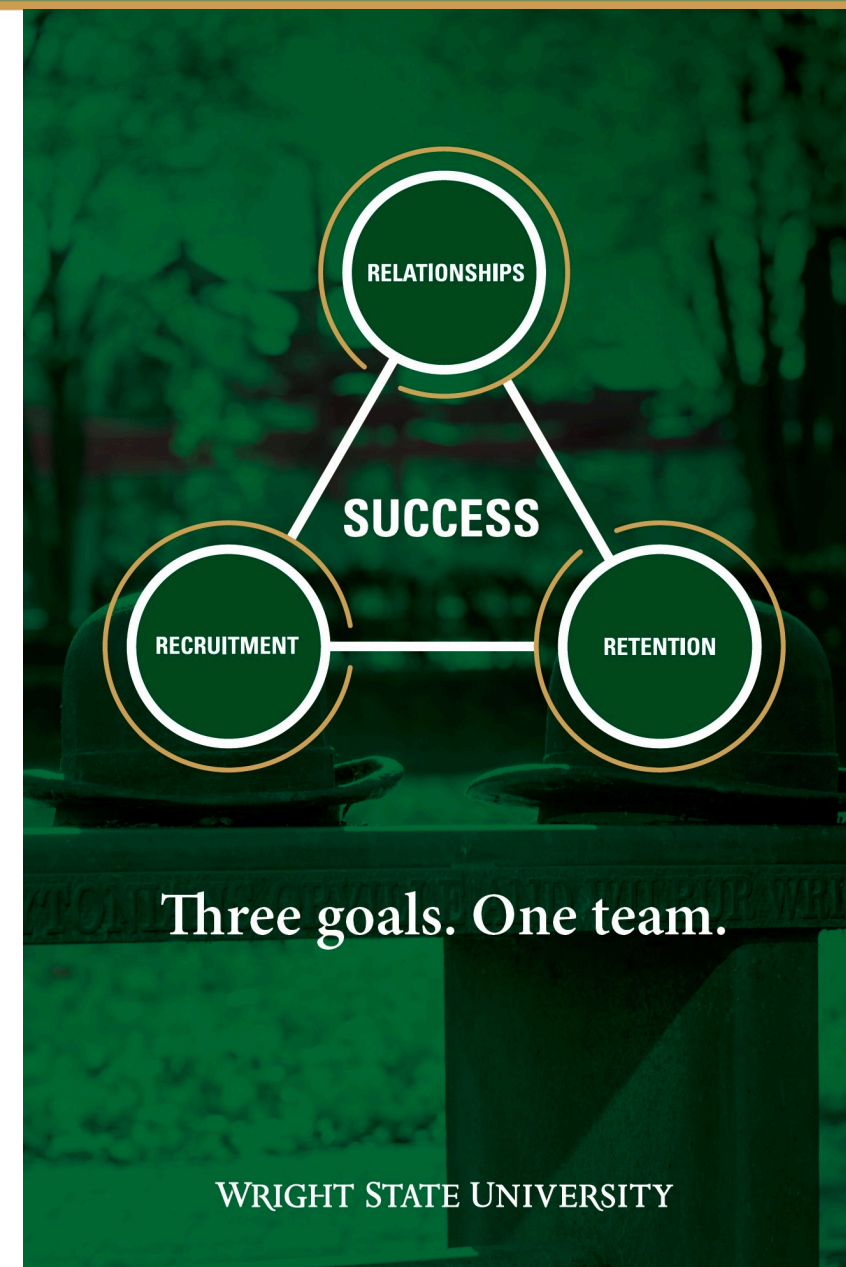 RELATIONSHIPS
SUCCESS
RECRUITMENT
RETENTION
Three goals. One team.
WRIGHT STATE UNIVERSITY